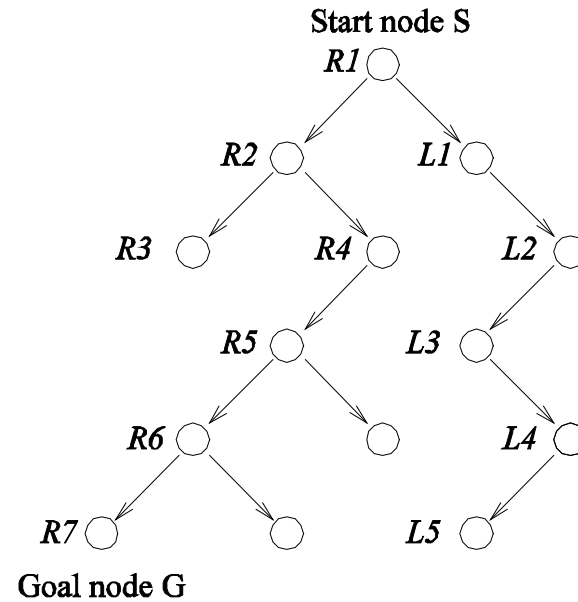 Start node S
R1
R2 L1
R3 R4 L2
R5 L3
R6 L4
R7 L5
Goal node G